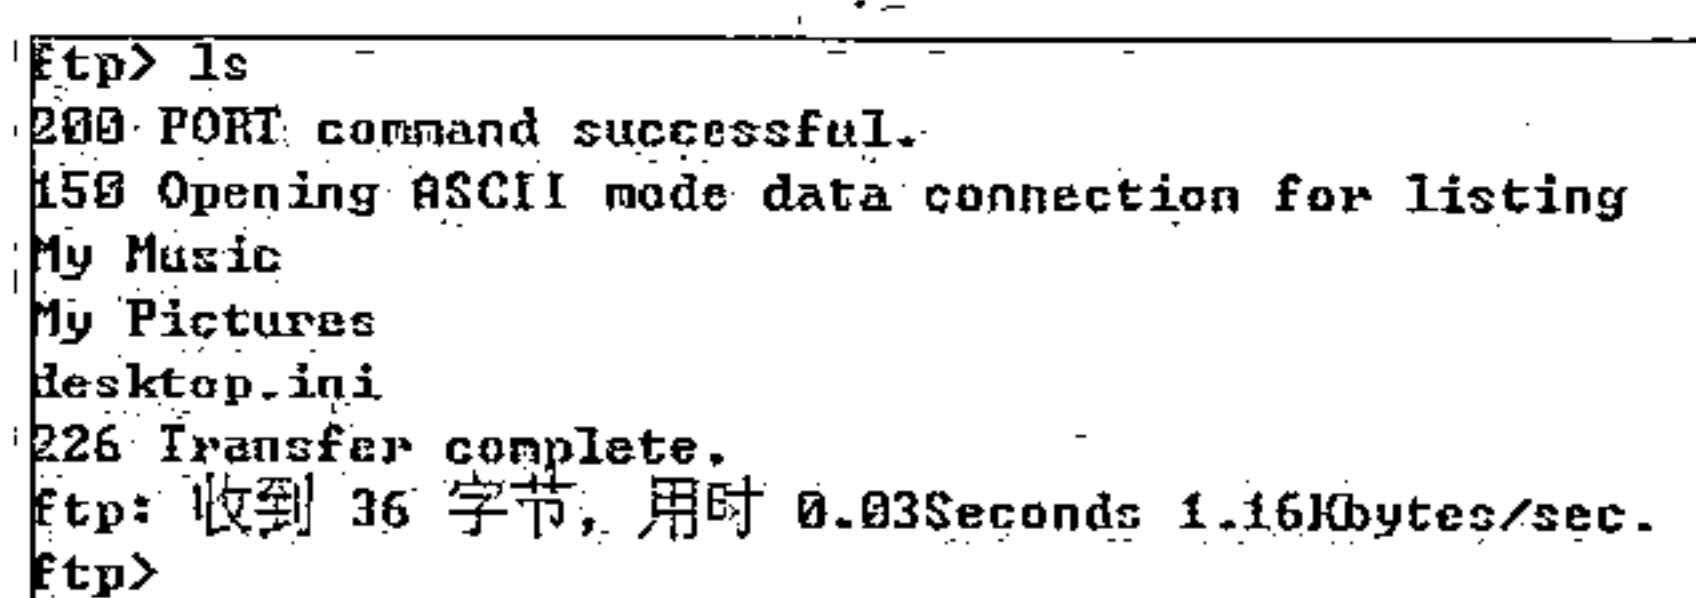 ftp> ls
200 PORT command successful.
150 Opening ASCII mode data connection for listing
My Music
My Pictures
desktop.ini
226 Transfer complete.
ftp: 收到 36 字节, 用时 0.03Seconds 1.16Kbytes/sec.
ftp>